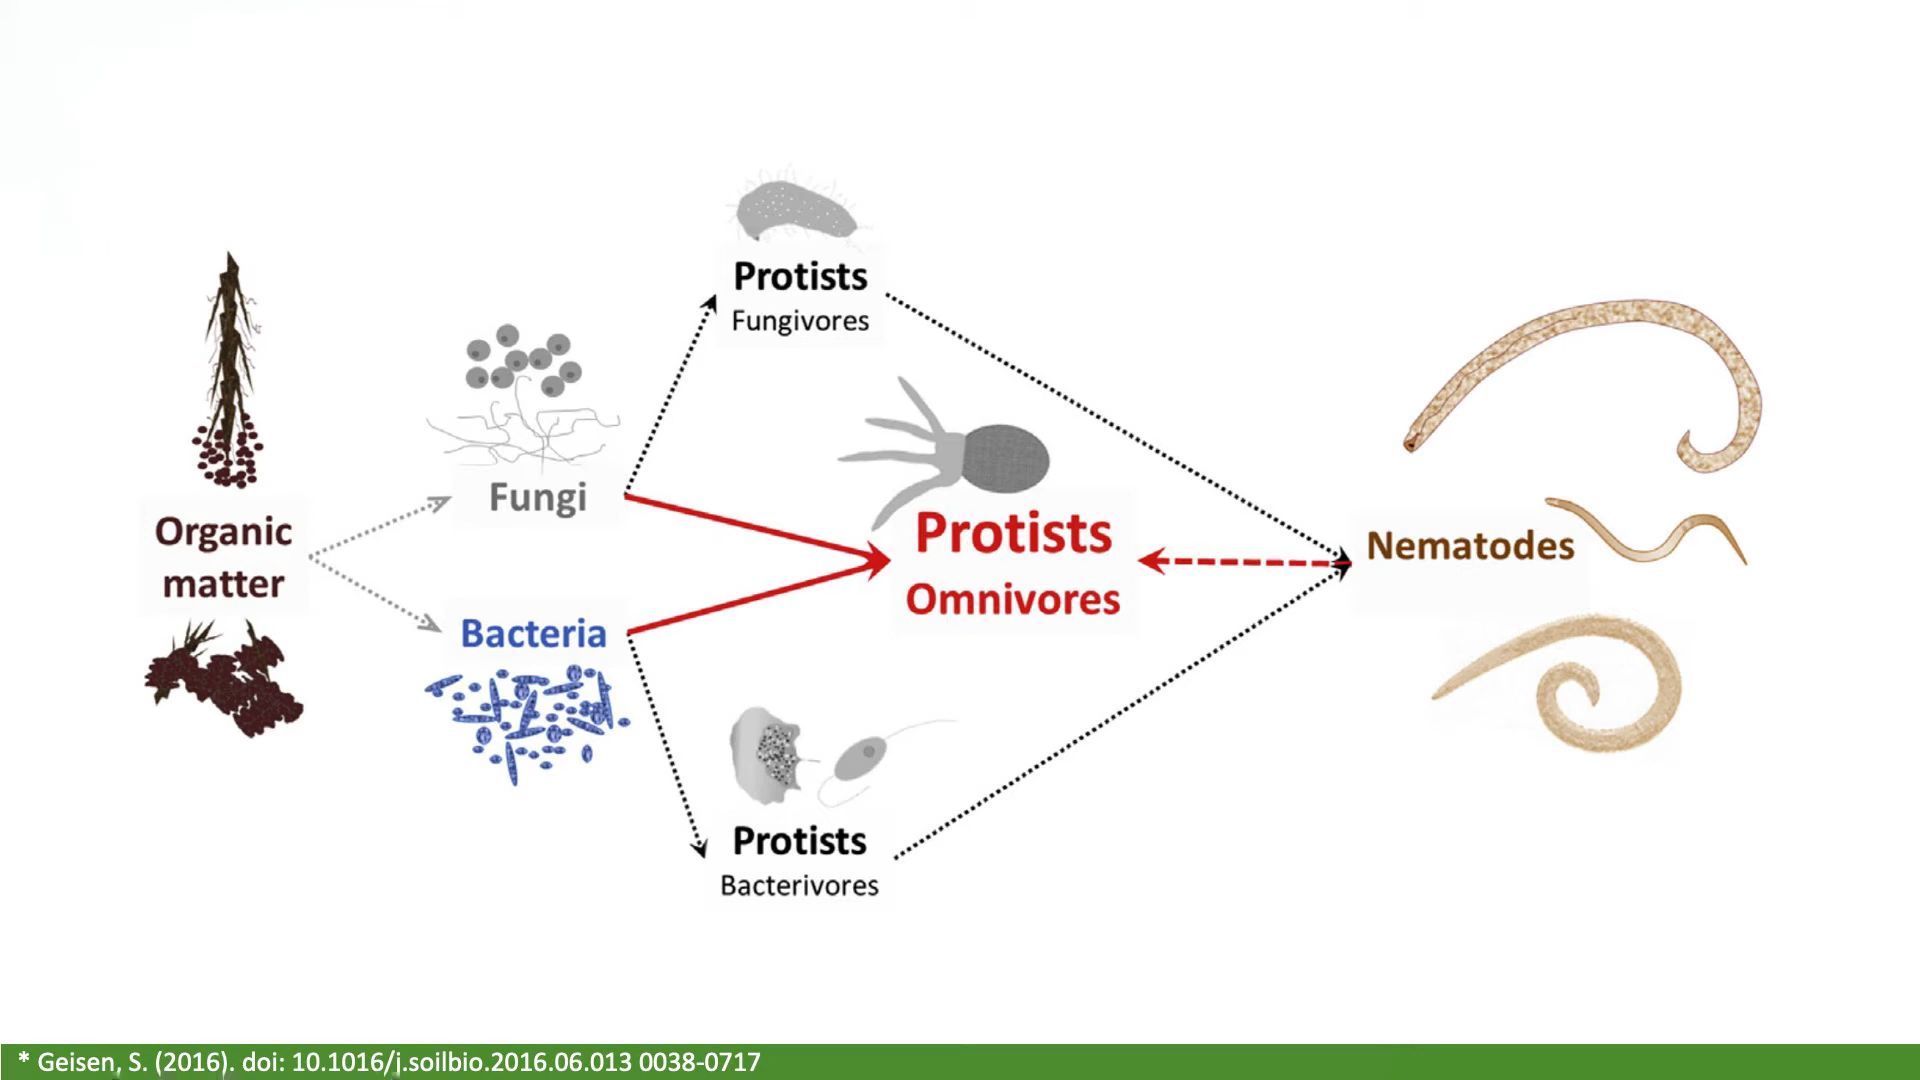 Protists
Fungivores
Organic
matter
Fungi
Bacteria
Protists
Omnivores
Nematodes
Protists
Bacterivores
* Geisen, S. (2016). doi: 10.1016/j.soilbio.2016.06.013 0038-0717